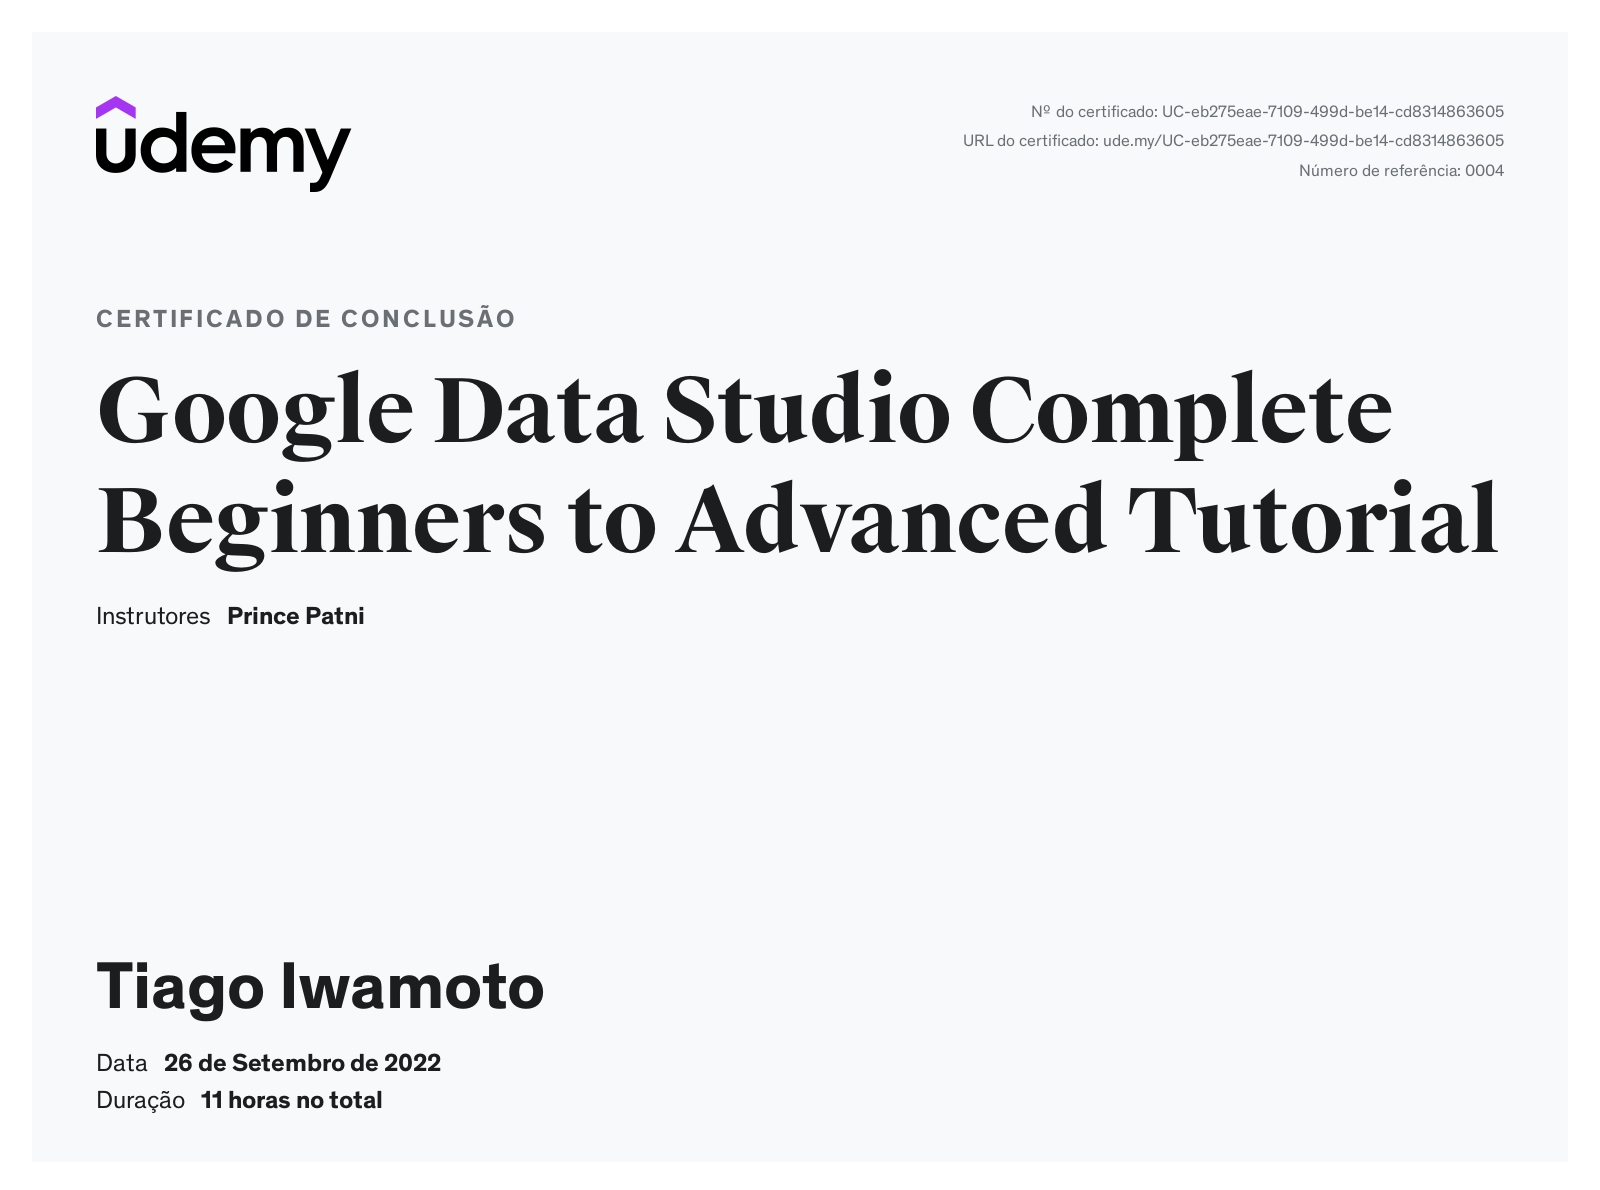 udemy
Nº do certificado: UC-eb275eae-7109-499d-be14-cd8314863605
URL do certificado: ude.my/UC-eb275eae-7109-499d-be14-cd8314863605
Número de referência: 0004
CERTIFICADO DE CONCLUSÃO
Google Data Studio Complete
Beginners to Advanced Tutorial
Instrutores Prince Patni
Tiago Iwamoto
Data 26 de Setembro de 2022
Duração 11 horas no total